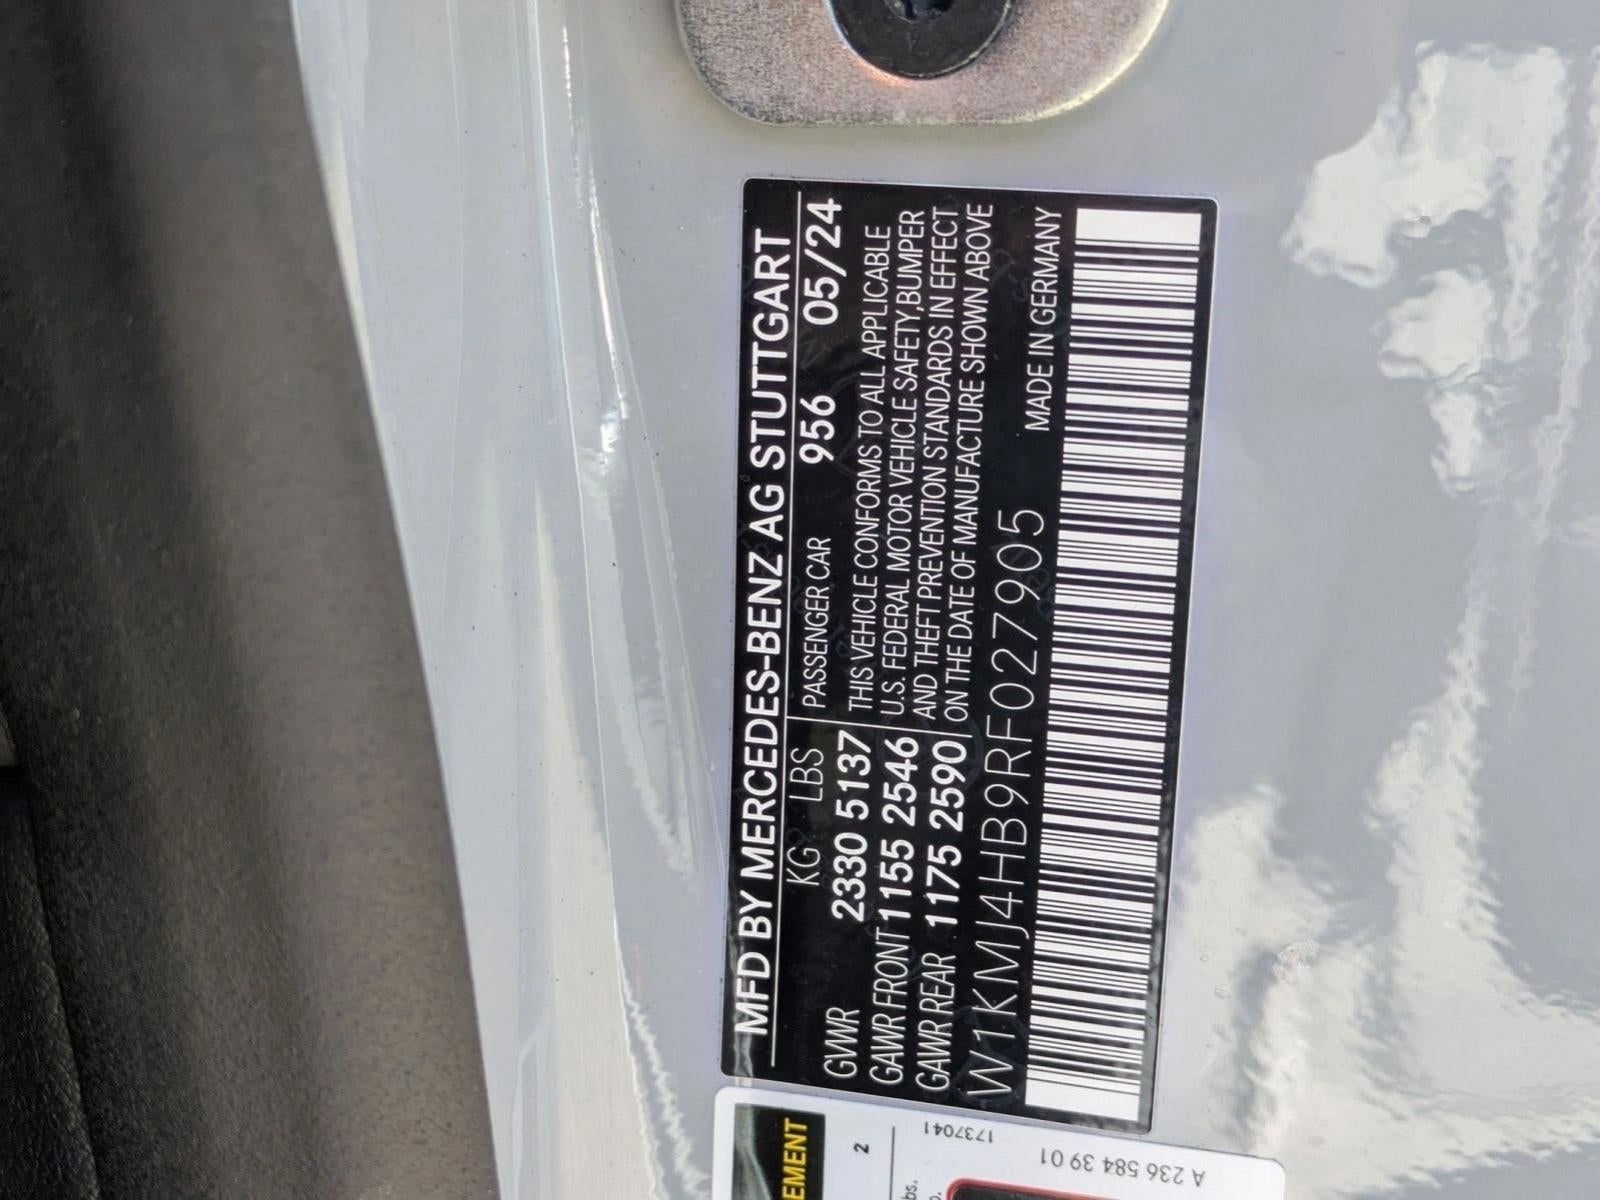 MFD BY MERCEDES-BENZ AG STUTTGART
KG LBS PASSENGER CAR 956 05/24
GVWR 2330 5137
GAWR FRONT 1155 2546
GAWR REAR 1175 2590
THIS VEHICLE CONFORMS TO ALL APPLICABLE
U.S. FEDERAL MOTOR VEHICLE SAFETY, BUMPER
AND THEFT PREVENTION STANDARDS IN EFFECT
ON THE DATE OF MANUFACTURE SHOWN ABOVE
MADE IN GERMANY
W1KMJ4HB9RF027905
EMENT
2
bs.
1737041
A 236 584 39 01